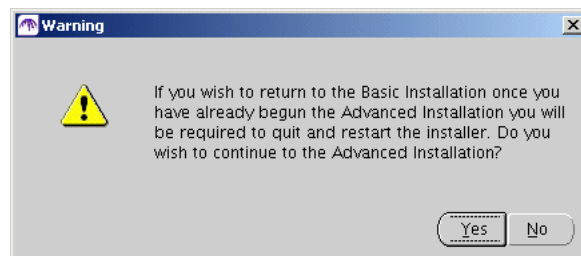 Warning
If you wish to return to the Basic Installation once you
have already begun the Advanced Installation you will
be required to quit and restart the installer. Do you
wish to continue to the Advanced Installation?
Yes No